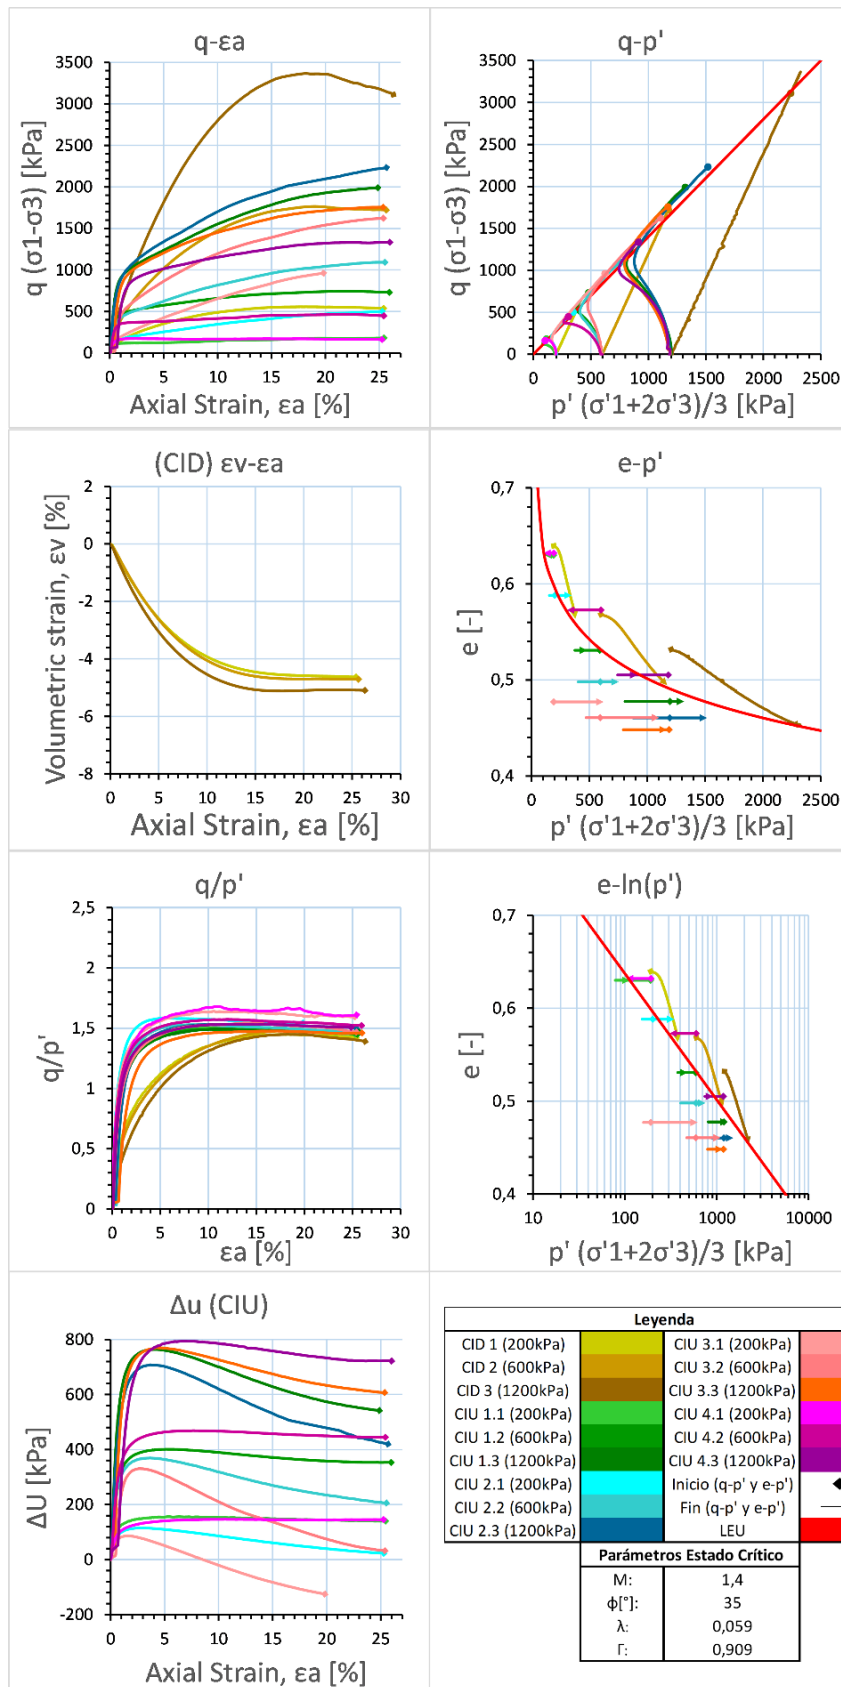 q-εa
3500
3000
2500
2000
1500
1000
500
0
0 5 10 15 20 25
q (σ1-σ3) [kPa]
Axial Strain, εa [%]
q-p'
3500
3000
2500
2000
1500
1000
500
0
0 500 1000 1500 2000 2500
q (σ1-σ3) [kPa]
p' (σ'1+2σ'3)/3 [kPa]
(CID) εv-εa
2
0
-2
-4
-6
-8
0 5 10 15 20 25 30
Volumetric strain, εv [%]
Axial Strain, εa [%]
e-p'
0,7
0,6
0,5
0,4
0 500 1000 1500 2000 2500
e [-]
p' (σ'1+2σ'3)/3 [kPa]
q/p'
2,5
2
1,5
1
0,5
0
0 5 10 15 20 25 30
q/p'
εa [%]
e-ln(p')
0,7
0,6
0,5
0,4
10 100 1000 10000
e [-]
p' (σ'1+2σ'3)/3 [kPa]
Δu (CIU)
800
600
400
200
0
-200
0 5 10 15 20 25
ΔU [kPa]
Axial Strain, εa [%]
Leyenda
CID 1 (200kPa) CIU 3.1 (200kPa)
CID 2 (600kPa) CIU 3.2 (600kPa)
CID 3 (1200kPa) CIU 3.3 (1200kPa)
CIU 1.1 (200kPa) CIU 4.1 (200kPa)
CIU 1.2 (600kPa) CIU 4.2 (600kPa)
CIU 1.3 (1200kPa) CIU 4.3 (1200kPa)
CIU 2.1 (200kPa) Inicio (q-p' y e-p')
CIU 2.2 (600kPa) Fin (q-p' y e-p')
CIU 2.3 (1200kPa) LEU
Parámetros Estado Crítico
M: 1,4
ϕ[°]: 35
λ: 0,059
Γ: 0,909